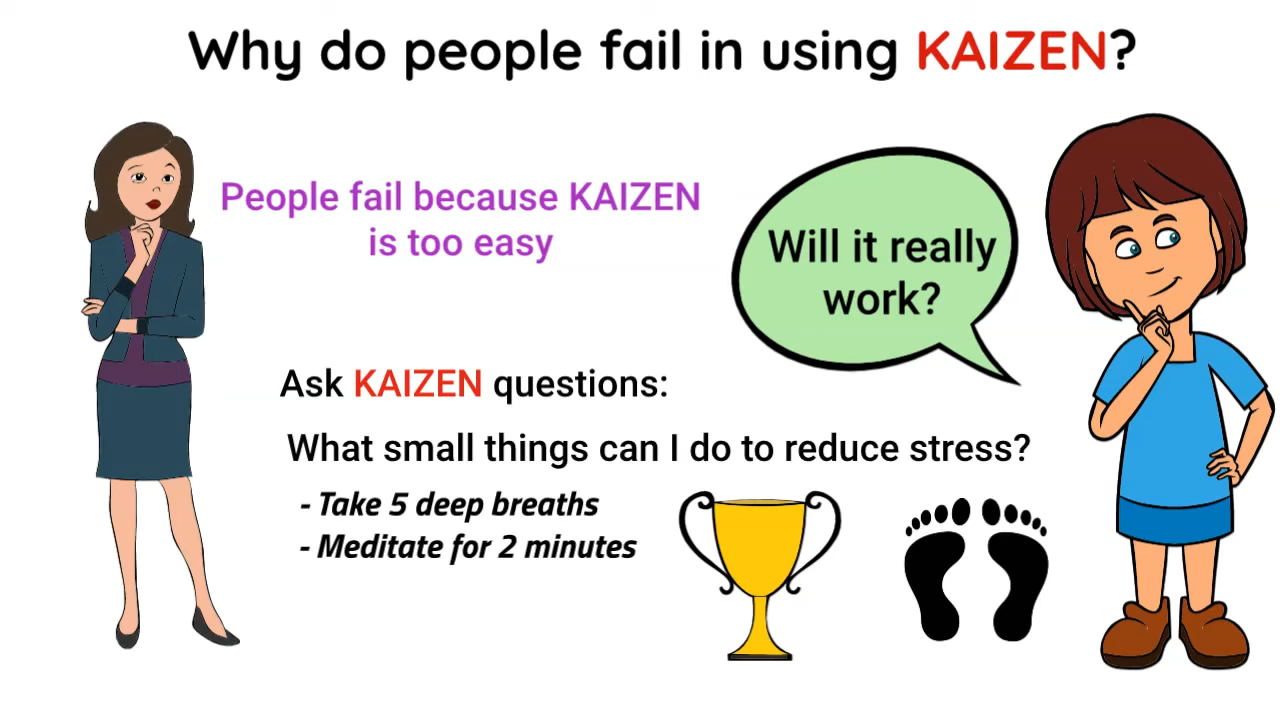 Why do people fail in using KAIZEN?
People fail because KAIZEN
is too easy
Will it really
work?
Ask KAIZEN questions:
What small things can I do to reduce stress?
- Take 5 deep breaths
- Meditate for 2 minutes